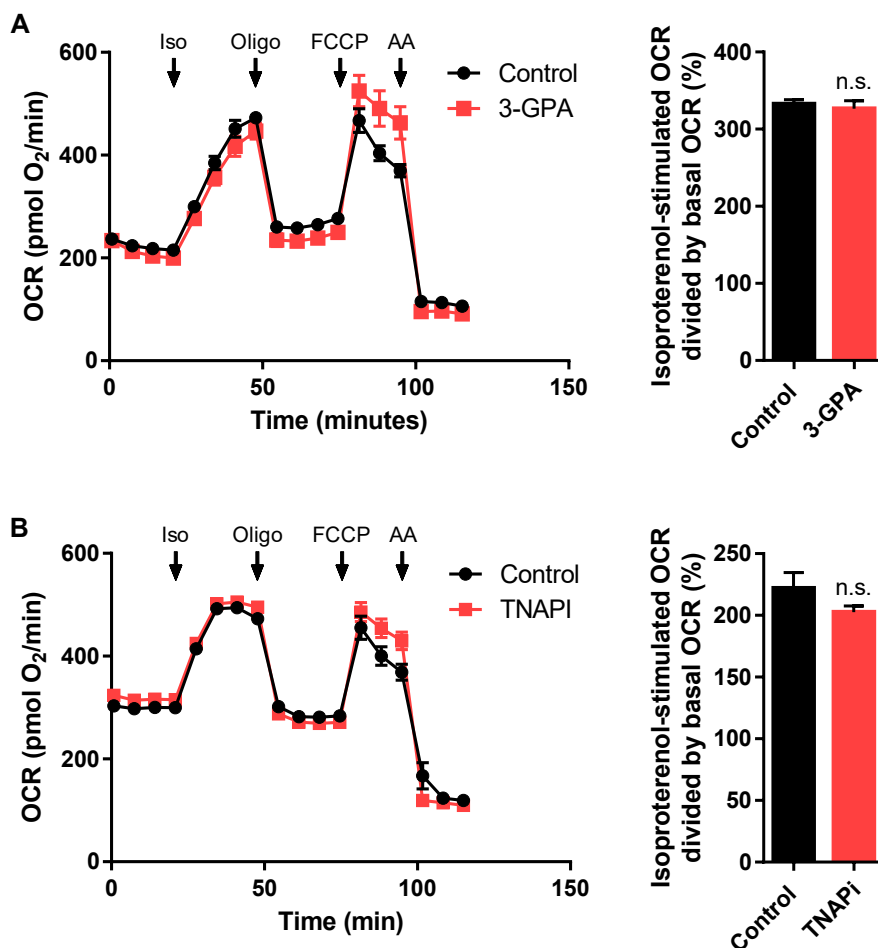 A
Iso Oligo FCCP AA
Control
3-GPA
600
400
200
0
OCR (pmol O2/min)
0 50 100 150
Time (minutes)
Isoproterenol-stimulated OCR
divided by basal OCR (%)
400
300
200
100
0
n.s.
Control 3-GPA
B
Iso Oligo FCCP AA
Control
TNAPI
600
400
200
0
OCR (pmol O2/min)
0 50 100 150
Time (min)
Isoproterenol-stimulated OCR
divided by basal OCR (%)
250
200
150
100
50
0
n.s.
Control TNAPi